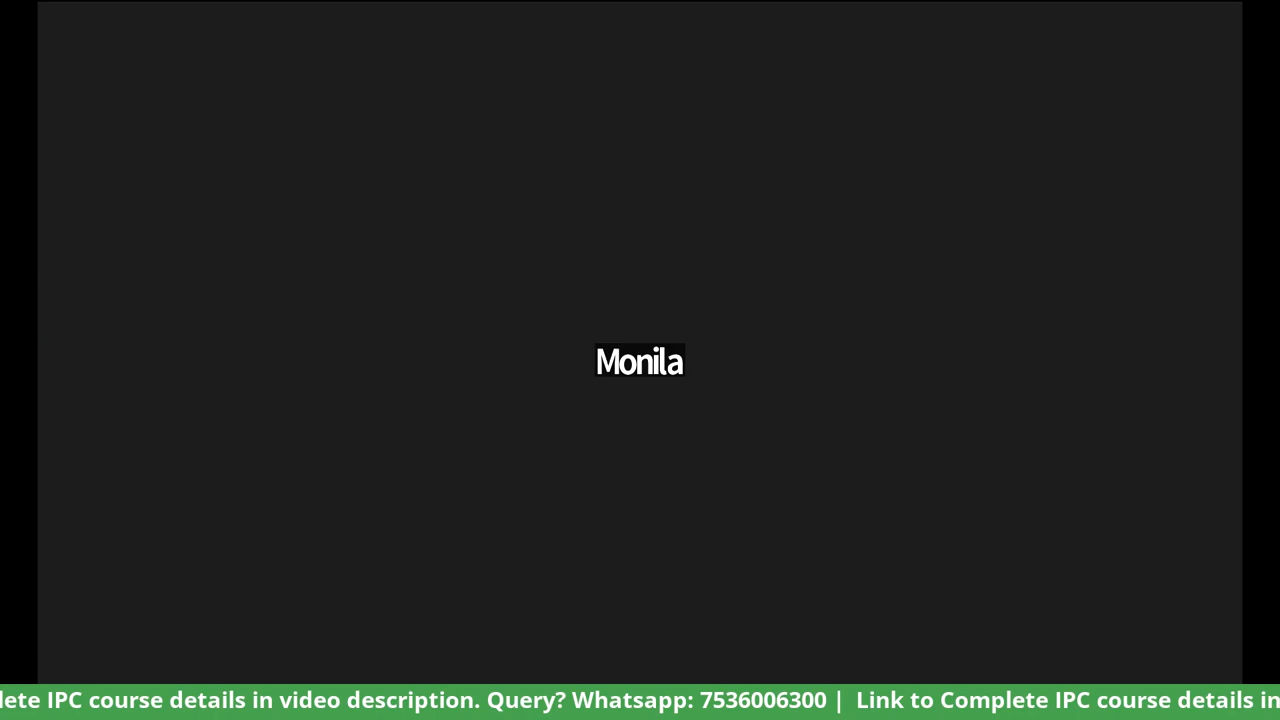 Monila
lete IPC course details in video description. Query? Whatsapp: 7536006300 | Link to Complete IPC course details in